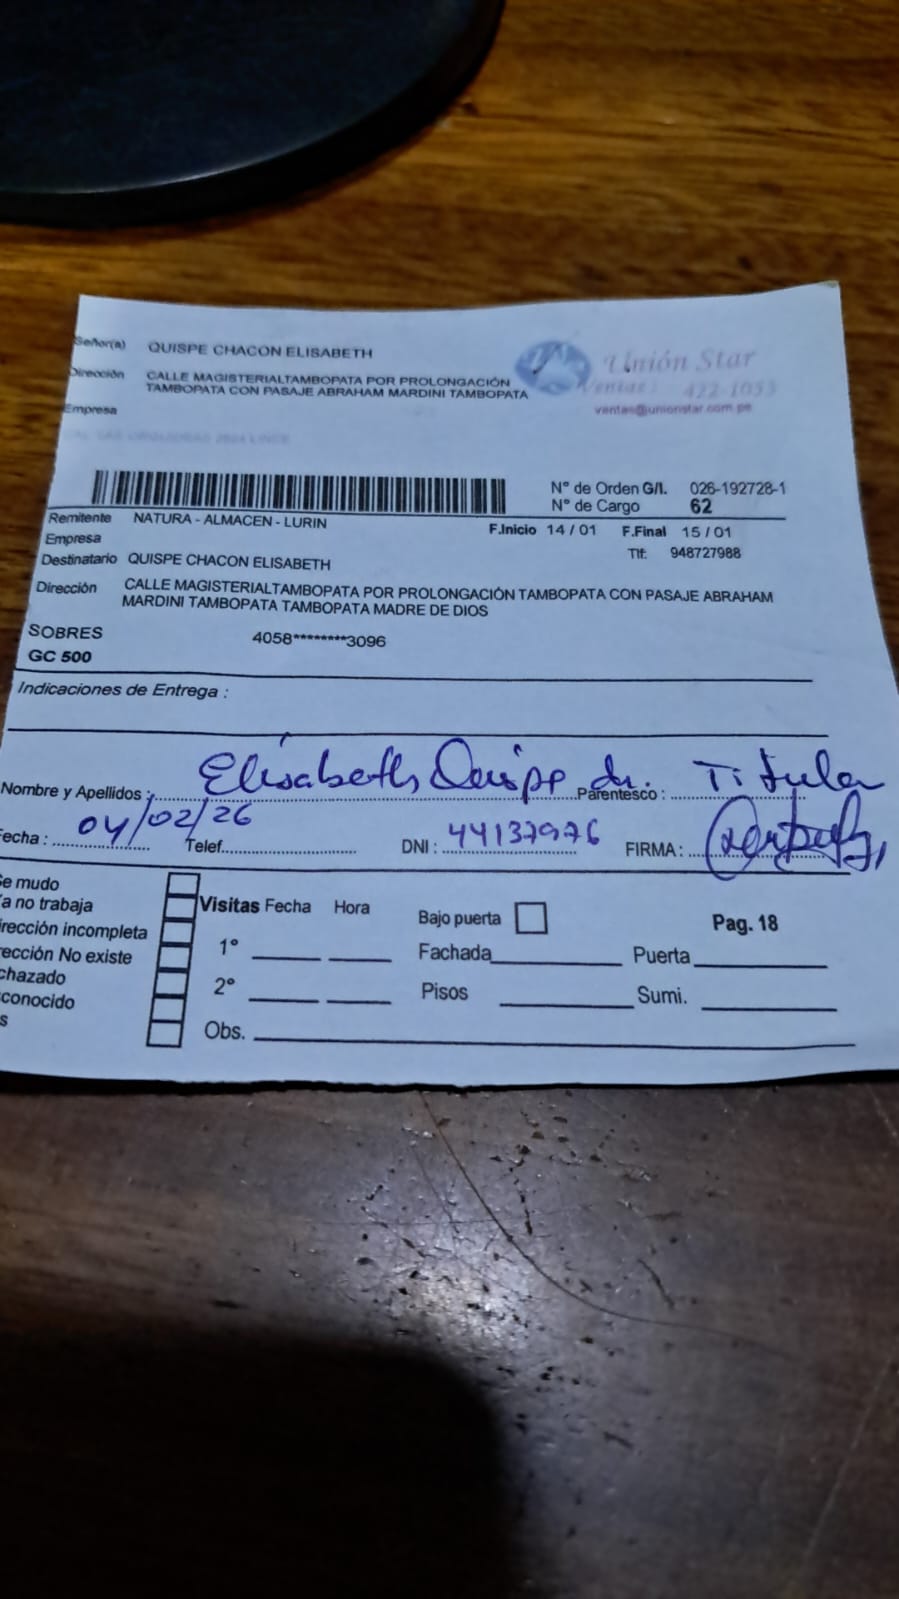 Señor(a) QUISPE CHACON ELISABETH
Unión Star
Dirección CALLE MAGISTERIALTAMBOPATA POR PROLONGACIÓN
TAMBOPATA CON PASAJE ABRAHAM MARDINI TAMBOPATA
Ventas: 422-1053
ventas@unionstar.com.pe
Empresa
N° de Orden G/I. 026-192728-1
N° de Cargo 62
Remitente NATURA - ALMACEN - LURIN
F.Inicio 14 / 01 F.Final 15 / 01
Empresa
Tlf: 948727988
Destinatario QUISPE CHACON ELISABETH
Dirección CALLE MAGISTERIALTAMBOPATA POR PROLONGACIÓN TAMBOPATA CON PASAJE ABRAHAM
MARDINI TAMBOPATA TAMBOPATA MADRE DE DIOS
SOBRES 4058********3096
GC 500
Indicaciones de Entrega :
Nombre y Apellidos : Elisabeth Quispe Parentesco : Titular
Fecha : 04/02/26 Telef. DNI : 44137976 FIRMA :
Se mudo
Ya no trabaja
Visitas Fecha Hora
Bajo puerta
Pag. 18
rección incompleta
1°
Fachada Puerta
ección No existe
chazado
2°
Pisos Sumi.
conocido
s
Obs.